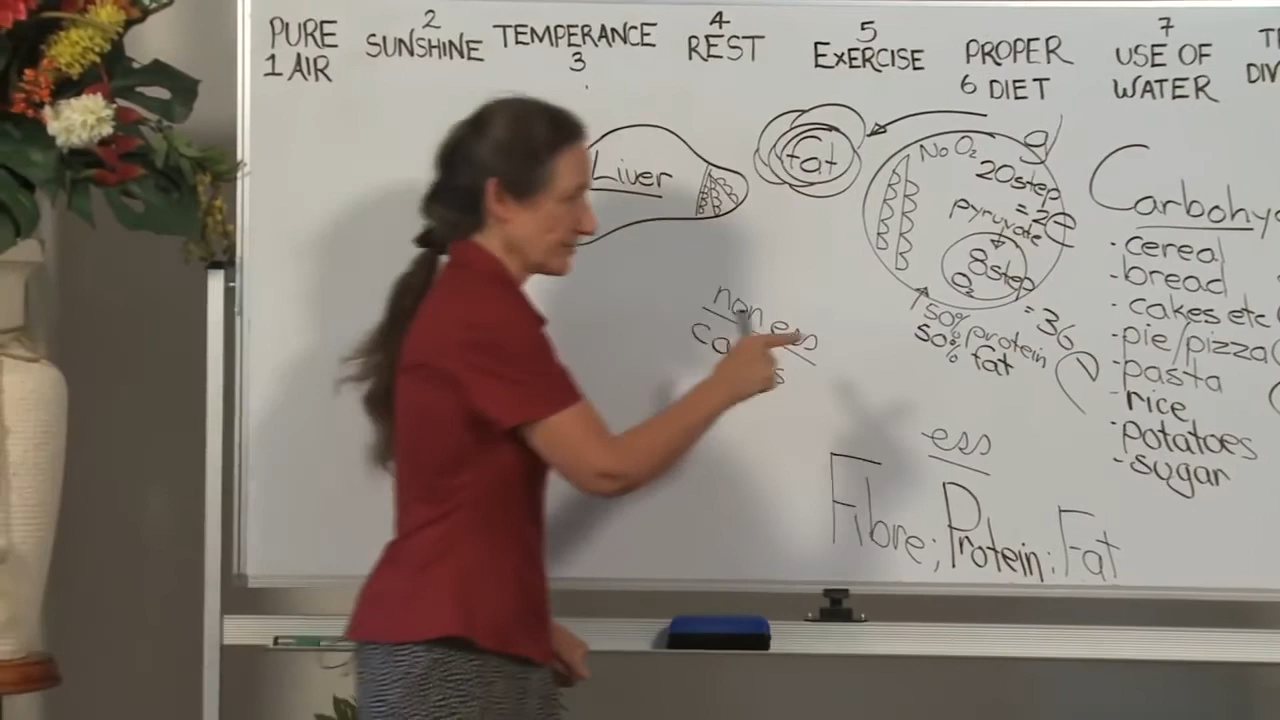 PURE
1 AIR
2
SUNSHINE
TEMPERANCE
3
4
REST
5
EXERCISE
PROPER
6 DIET
7
USE OF
WATER
Liver
fat
No O2
g
20step
= 2
pyruvate
8step
O2
= 36
50% protein
50% fat
non ess
Carbohy
·cereal
-bread
·cakes etc
-pie/pizza
-pasta
-rice
·potatoes
-sugar
ess
Fibre; Protein; Fat